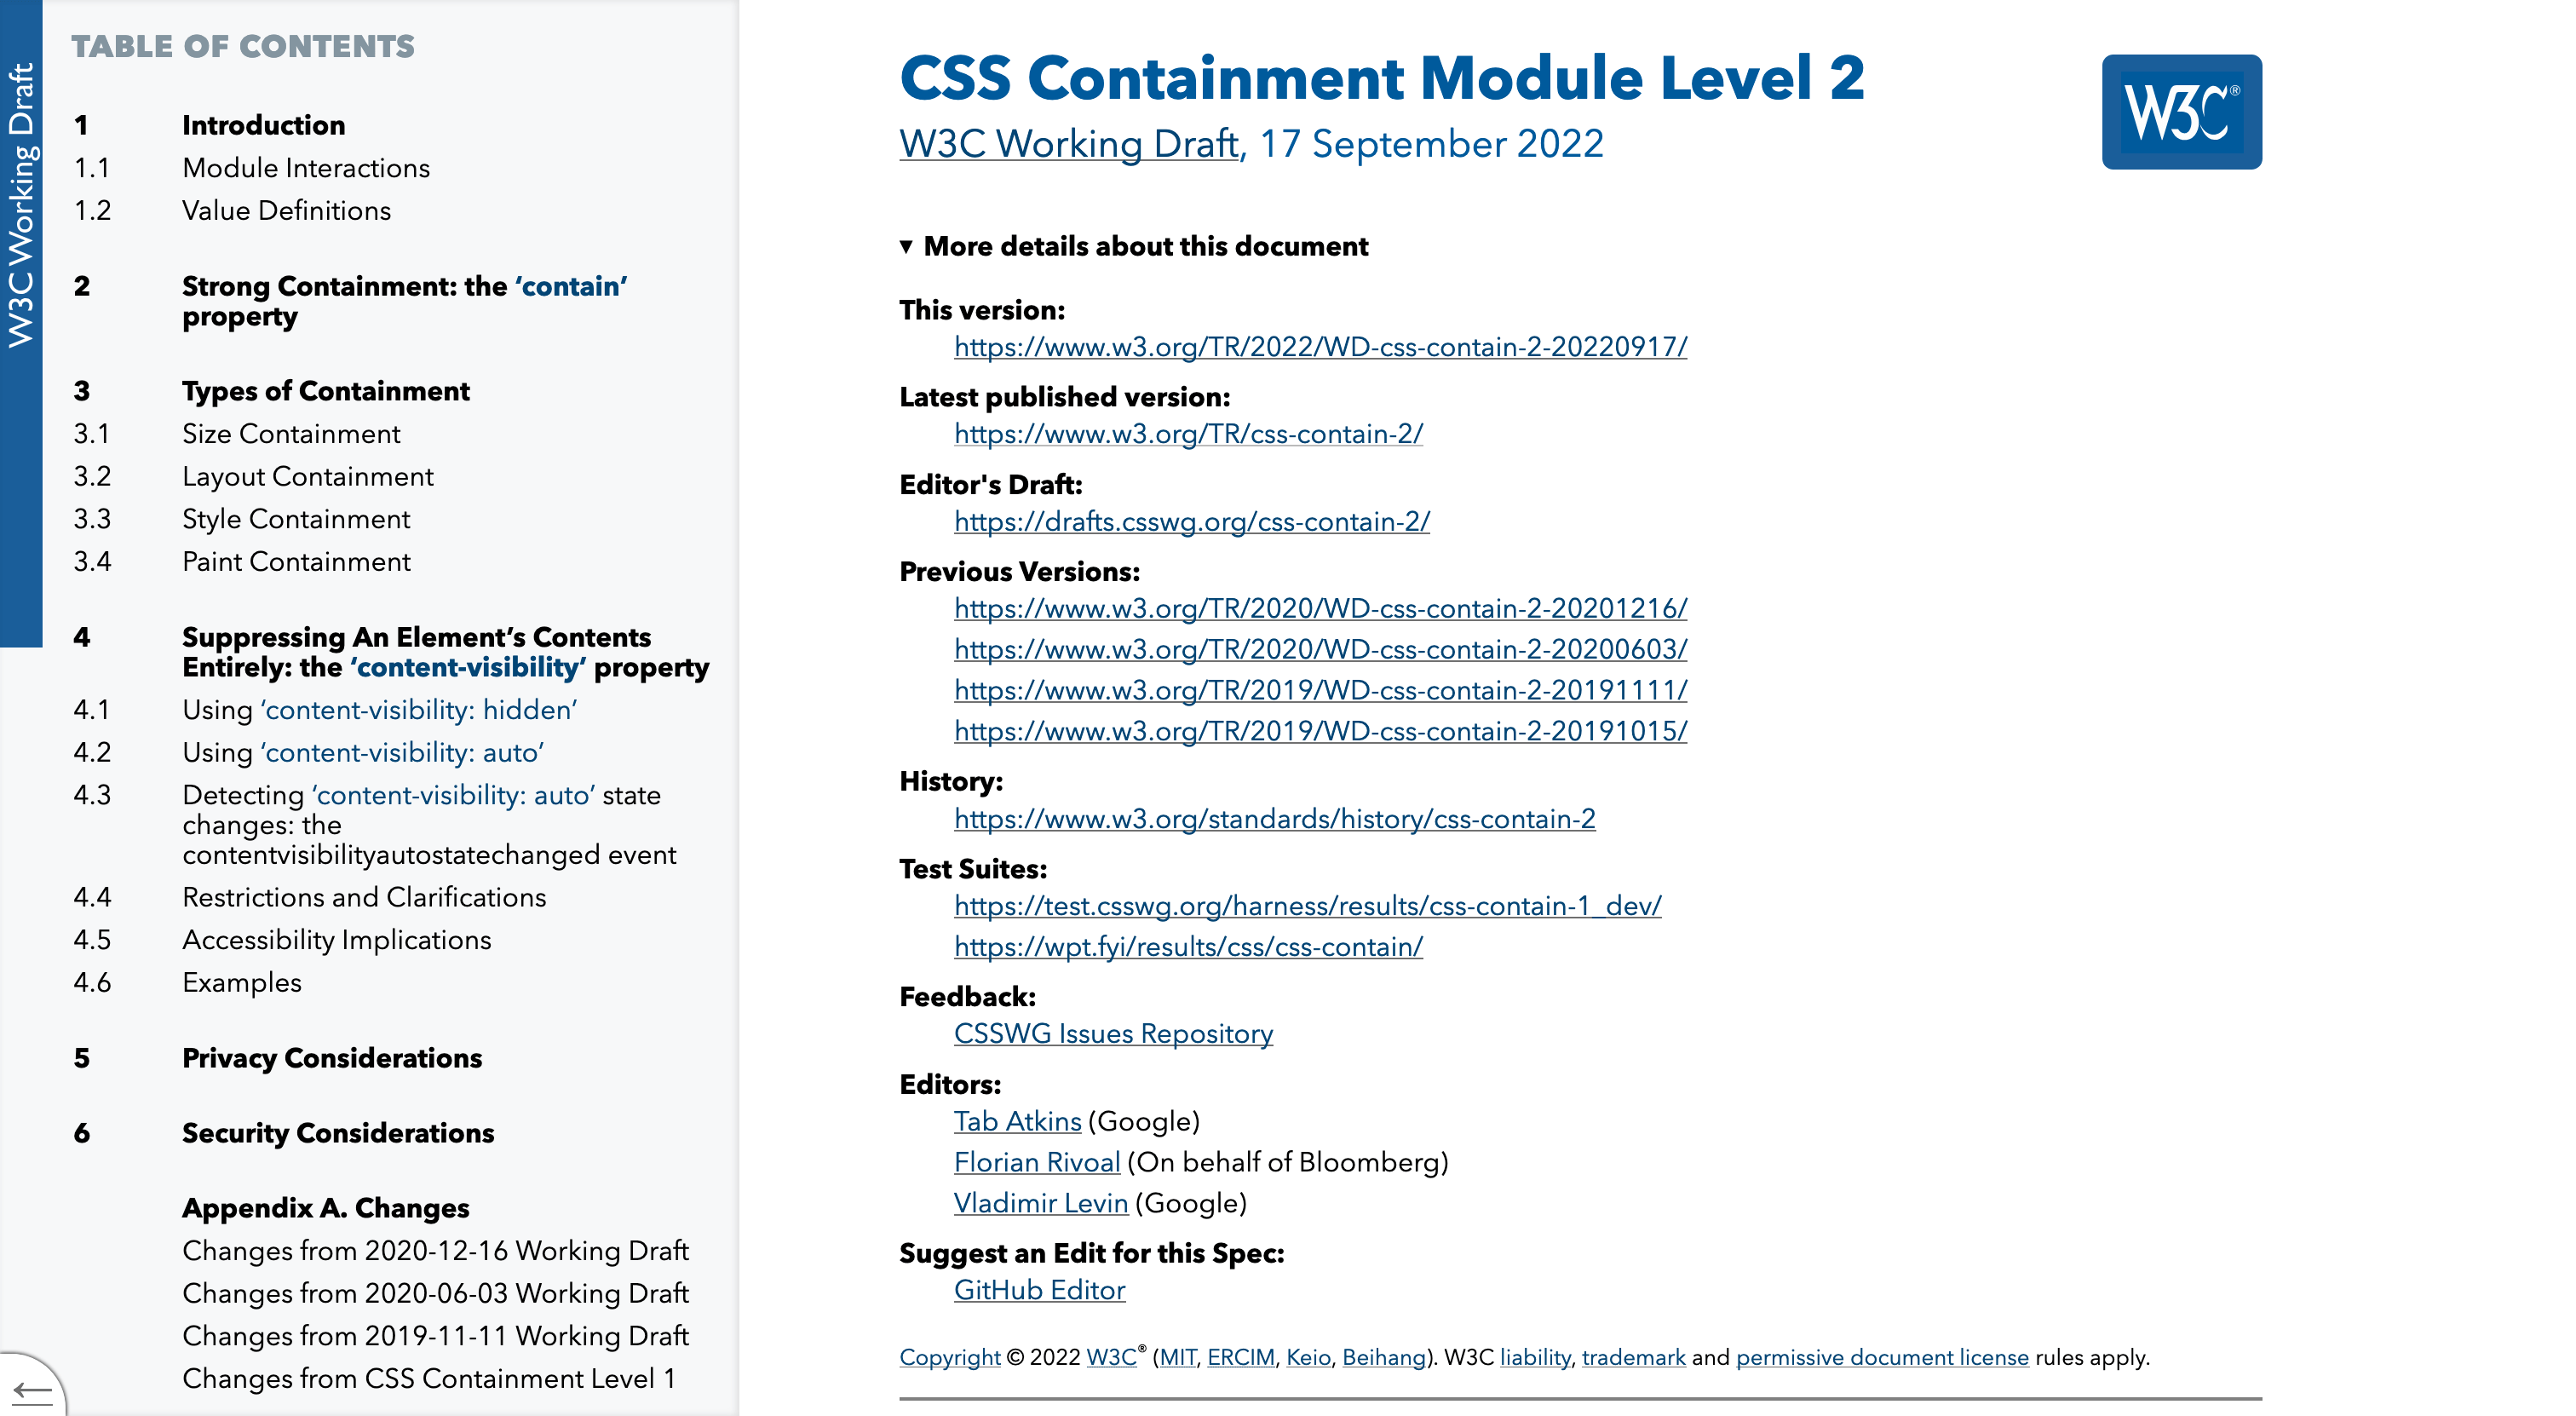 W3C Working Draft
TABLE OF CONTENTS
1 Introduction
1.1 Module Interactions
1.2 Value Definitions
2 Strong Containment: the ‘contain’
property
3 Types of Containment
3.1 Size Containment
3.2 Layout Containment
3.3 Style Containment
3.4 Paint Containment
4 Suppressing An Element’s Contents
Entirely: the ‘content-visibility’ property
4.1 Using ‘content-visibility: hidden’
4.2 Using ‘content-visibility: auto’
4.3 Detecting ‘content-visibility: auto’ state
changes: the
contentvisibilityautostatechanged event
4.4 Restrictions and Clarifications
4.5 Accessibility Implications
4.6 Examples
5 Privacy Considerations
6 Security Considerations
Appendix A. Changes
Changes from 2020-12-16 Working Draft
Changes from 2020-06-03 Working Draft
Changes from 2019-11-11 Working Draft
Changes from CSS Containment Level 1
CSS Containment Module Level 2
W3C®
W3C Working Draft, 17 September 2022
▼ More details about this document
This version:
https://www.w3.org/TR/2022/WD-css-contain-2-20220917/
Latest published version:
https://www.w3.org/TR/css-contain-2/
Editor's Draft:
https://drafts.csswg.org/css-contain-2/
Previous Versions:
https://www.w3.org/TR/2020/WD-css-contain-2-20201216/
https://www.w3.org/TR/2020/WD-css-contain-2-20200603/
https://www.w3.org/TR/2019/WD-css-contain-2-20191111/
https://www.w3.org/TR/2019/WD-css-contain-2-20191015/
History:
https://www.w3.org/standards/history/css-contain-2
Test Suites:
https://test.csswg.org/harness/results/css-contain-1_dev/
https://wpt.fyi/results/css/css-contain/
Feedback:
CSSWG Issues Repository
Editors:
Tab Atkins (Google)
Florian Rivoal (On behalf of Bloomberg)
Vladimir Levin (Google)
Suggest an Edit for this Spec:
GitHub Editor
Copyright © 2022 W3C® (MIT, ERCIM, Keio, Beihang). W3C liability, trademark and permissive document license rules apply.